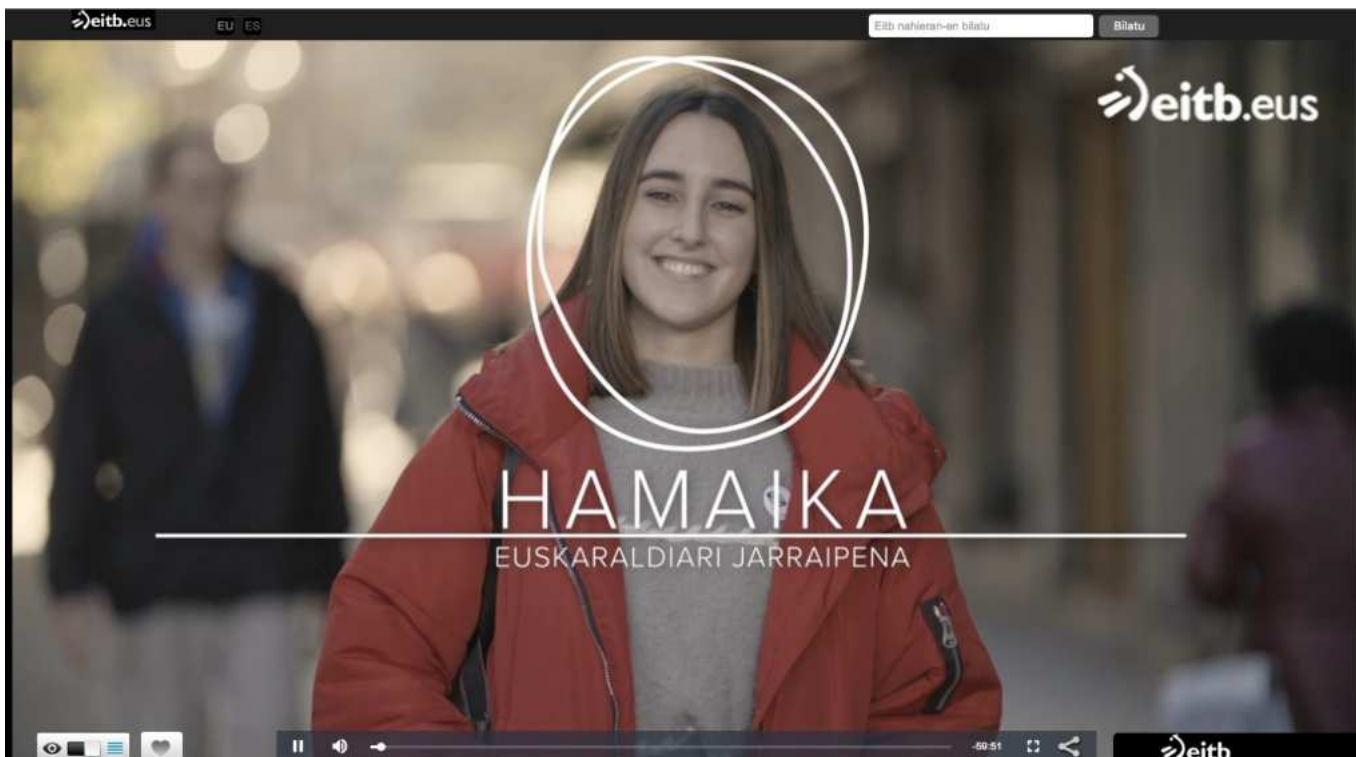 eitb.eus
EU ES
Eitb nahieran-en bilatu
Bilatu
eitb.eus
HAMAIKA
EUSKARALDIARI JARRAIPENA
-59:51
eitb